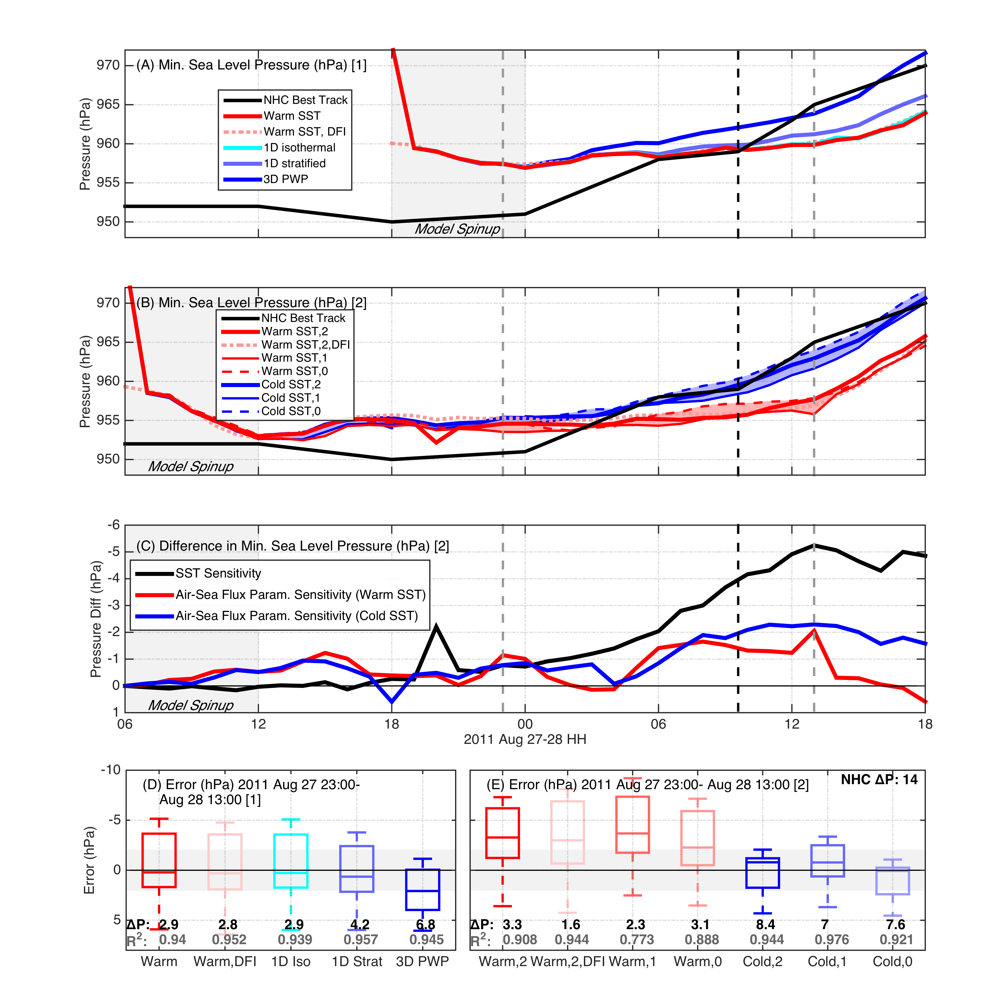 (A) Min. Sea Level Pressure (hPa) [1]
Pressure (hPa)
970
965
960
955
950
NHC Best Track
Warm SST
Warm SST, DFI
1D isothermal
1D stratified
3D PWP
Model Spinup
(B) Min. Sea Level Pressure (hPa) [2]
Pressure (hPa)
970
965
960
955
950
NHC Best Track
Warm SST,2
Warm SST,2,DFI
Warm SST,1
Warm SST,0
Cold SST,2
Cold SST,1
Cold SST,0
Model Spinup
(C) Difference in Min. Sea Level Pressure (hPa) [2]
Pressure Diff (hPa)
-6
-5
-4
-3
-2
-1
0
1
SST Sensitivity
Air-Sea Flux Param. Sensitivity (Warm SST)
Air-Sea Flux Param. Sensitivity (Cold SST)
Model Spinup
06 12 18 00 06 12 18
2011 Aug 27-28 HH
(D) Error (hPa) 2011 Aug 27 23:00-
Aug 28 13:00 [1]
Error (hPa)
-10
-5
0
5
ΔP: 2.9 2.8 2.9 4.2 6.8
R2: 0.94 0.952 0.939 0.957 0.945
Warm Warm,DFI 1D Iso 1D Strat 3D PWP
(E) Error (hPa) 2011 Aug 27 23:00- Aug 28 13:00 [2]
NHC ΔP: 14
ΔP: 3.3 1.6 2.3 3.1 8.4 7 7.6
R2: 0.908 0.944 0.773 0.888 0.944 0.976 0.921
Warm,2 Warm,2,DFI Warm,1 Warm,0 Cold,2 Cold,1 Cold,0